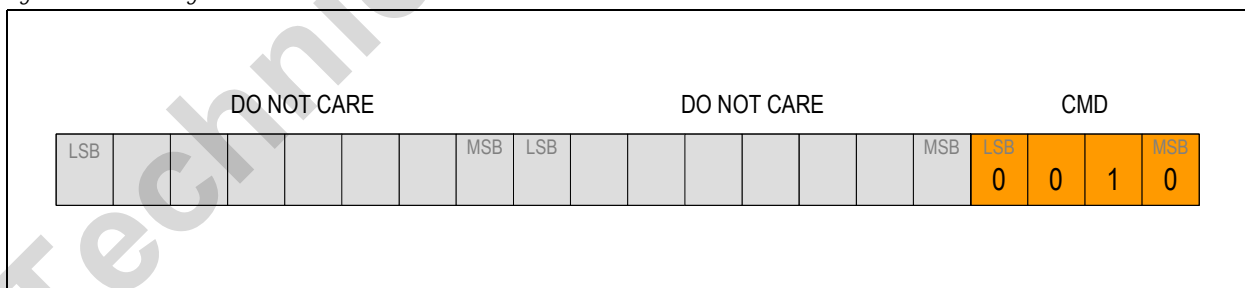 DO NOT CARE DO NOT CARE CMD
LSB MSB LSB MSB LSB MSB
0 0 1 0